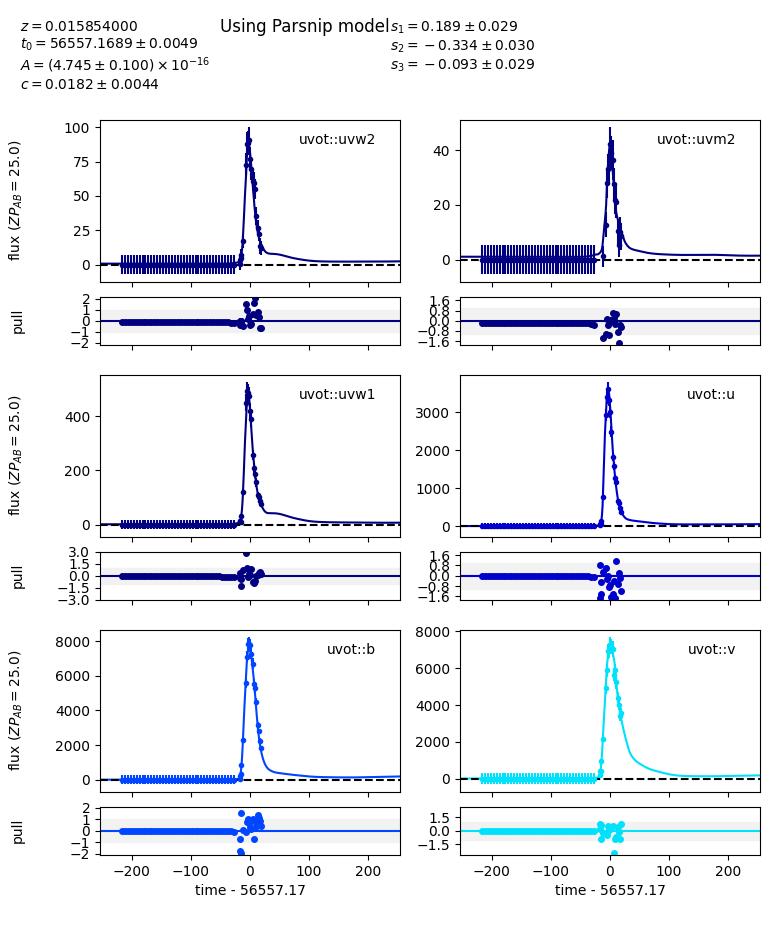 Using Parsnip uvot model
z = 0.015854000
t₀ = 56557.1689 ± 0.0049
A = (4.745 ± 0.100) × 10⁻¹⁶
c = 0.0182 ± 0.0044
s₁ = 0.189 ± 0.029
s₂ = −0.334 ± 0.030
s₃ = −0.093 ± 0.029
flux (ZP_AB = 25.0)
100
75
50
25
0
uvot::uvw2
40
20
0
uvot::uvm2
pull
2
1
0
−1
−2
1.6
0.8
0.0
−0.8
−1.6
flux (ZP_AB = 25.0)
400
200
0
uvot::uvw1
3000
2000
1000
0
uvot::u
pull
3.0
1.5
0.0
−1.5
−3.0
1.6
0.8
0.0
−0.8
−1.6
flux (ZP_AB = 25.0)
8000
6000
4000
2000
0
uvot::b
8000
6000
4000
2000
0
uvot::v
pull
2
1
0
−1
−2
1.5
0.0
−1.5
−200 −100 0 100 200
time - 56557.17
−200 −100 0 100 200
time - 56557.17